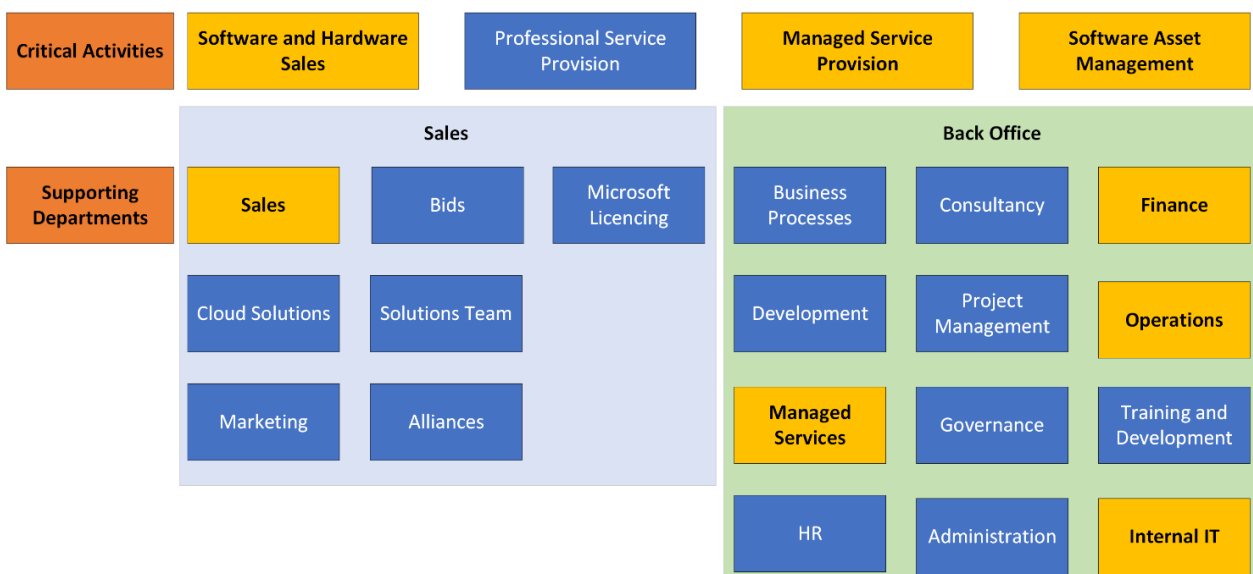 Critical Activities
Software and Hardware
Sales
Professional Service
Provision
Managed Service
Provision
Software Asset
Management
Sales
Back Office
Supporting
Departments
Sales
Bids
Microsoft
Licencing
Business
Processes
Consultancy
Finance
Cloud Solutions
Solutions Team
Development
Project
Management
Operations
Marketing
Alliances
Managed
Services
Governance
Training and
Development
HR
Administration
Internal IT